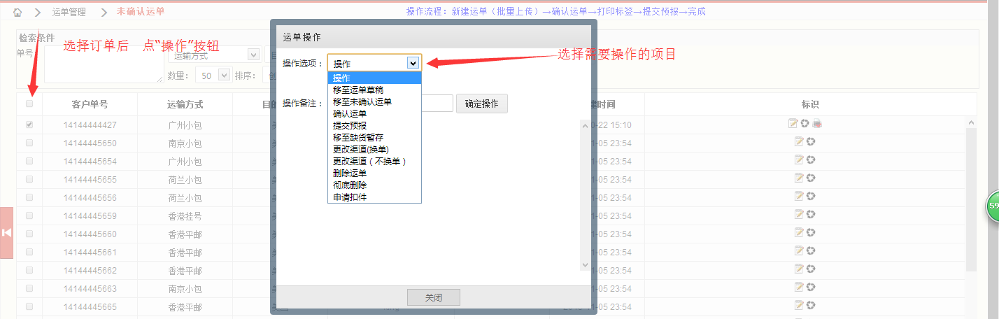 运单管理 未确认运单 操作流程：新建运单（批量上传）→确认运单→打印标签→提交预报→完成
检索条件
选择订单后 点“操作”按钮
单号
运输方式
数量： 50 排序：
运单操作
操作选项： 操作
选择需要操作的项目
操作
移至运单草稿
移至未确认运单
确认运单
提交预报
移至缺货暂存
更改渠道(换单)
更改渠道（不换单）
删除运单
彻底删除
申请扣件
操作备注： 确定操作
关闭
客户单号 运输方式 目的 建时间 标识
14144444427 广州小包 0-22 15:10
14144445650 南京小包 1-05 23:54
14144445654 广州小包 1-05 23:54
14144445655 荷兰小包 1-05 23:54
14144445656 荷兰小包 1-05 23:54
14144445659 香港挂号 1-05 23:54
14144445660 香港平邮 1-05 23:54
14144445661 香港平邮 1-05 23:54
14144445662 香港平邮 1-05 23:54
14144445663 南京小包 1-05 23:54
14144445665 香港平邮 1-05 23:54
59